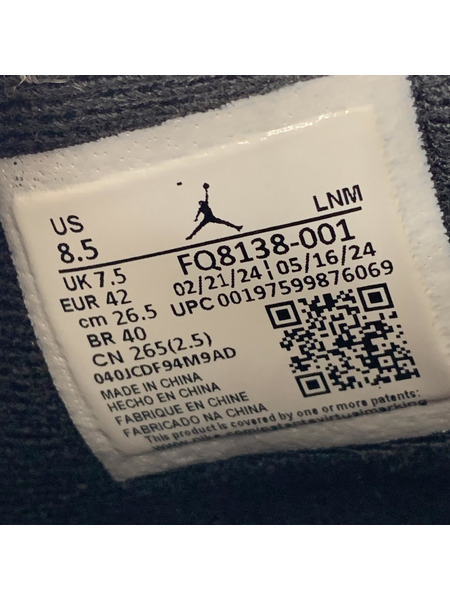 US LNM
8.5
UK 7.5 FQ8138-001
EUR 42 02/21/24 | 05/16/24
cm 26.5 UPC 00197599876069
BR 40
CN 265(2.5)
040JCDF94M9AD
MADE IN CHINA
HECHO EN CHINA
FABRIQUE EN CHINE
FABRICADO NA CHINA
This product is covered by one or more patents: